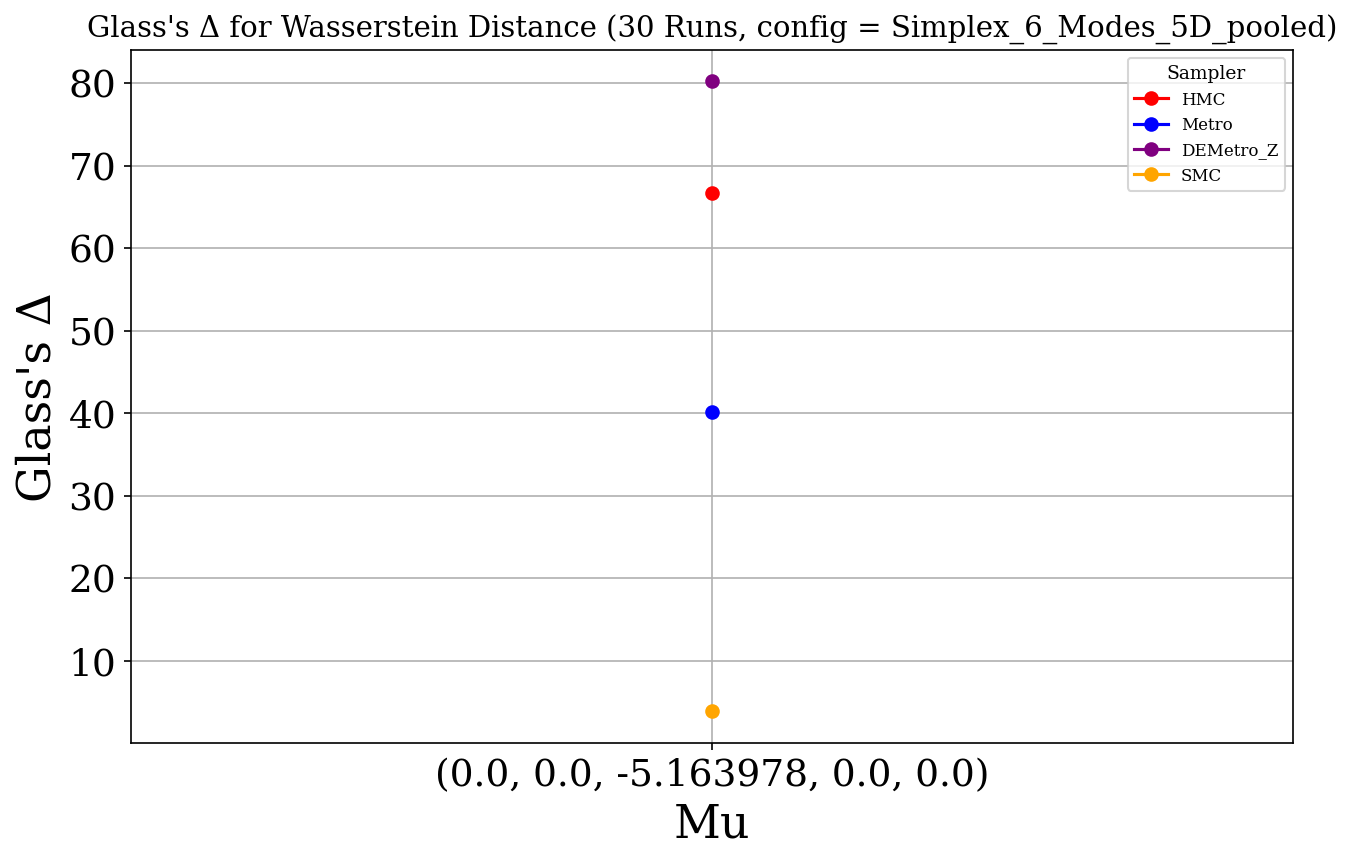 Glass's Δ for Wasserstein Distance (30 Runs, config = Simplex_6_Modes_5D_pooled)
Glass's Δ
80
70
60
50
40
30
20
10
Sampler
HMC
Metro
DEMetro_Z
SMC
(0.0, 0.0, -5.163978, 0.0, 0.0)
Mu